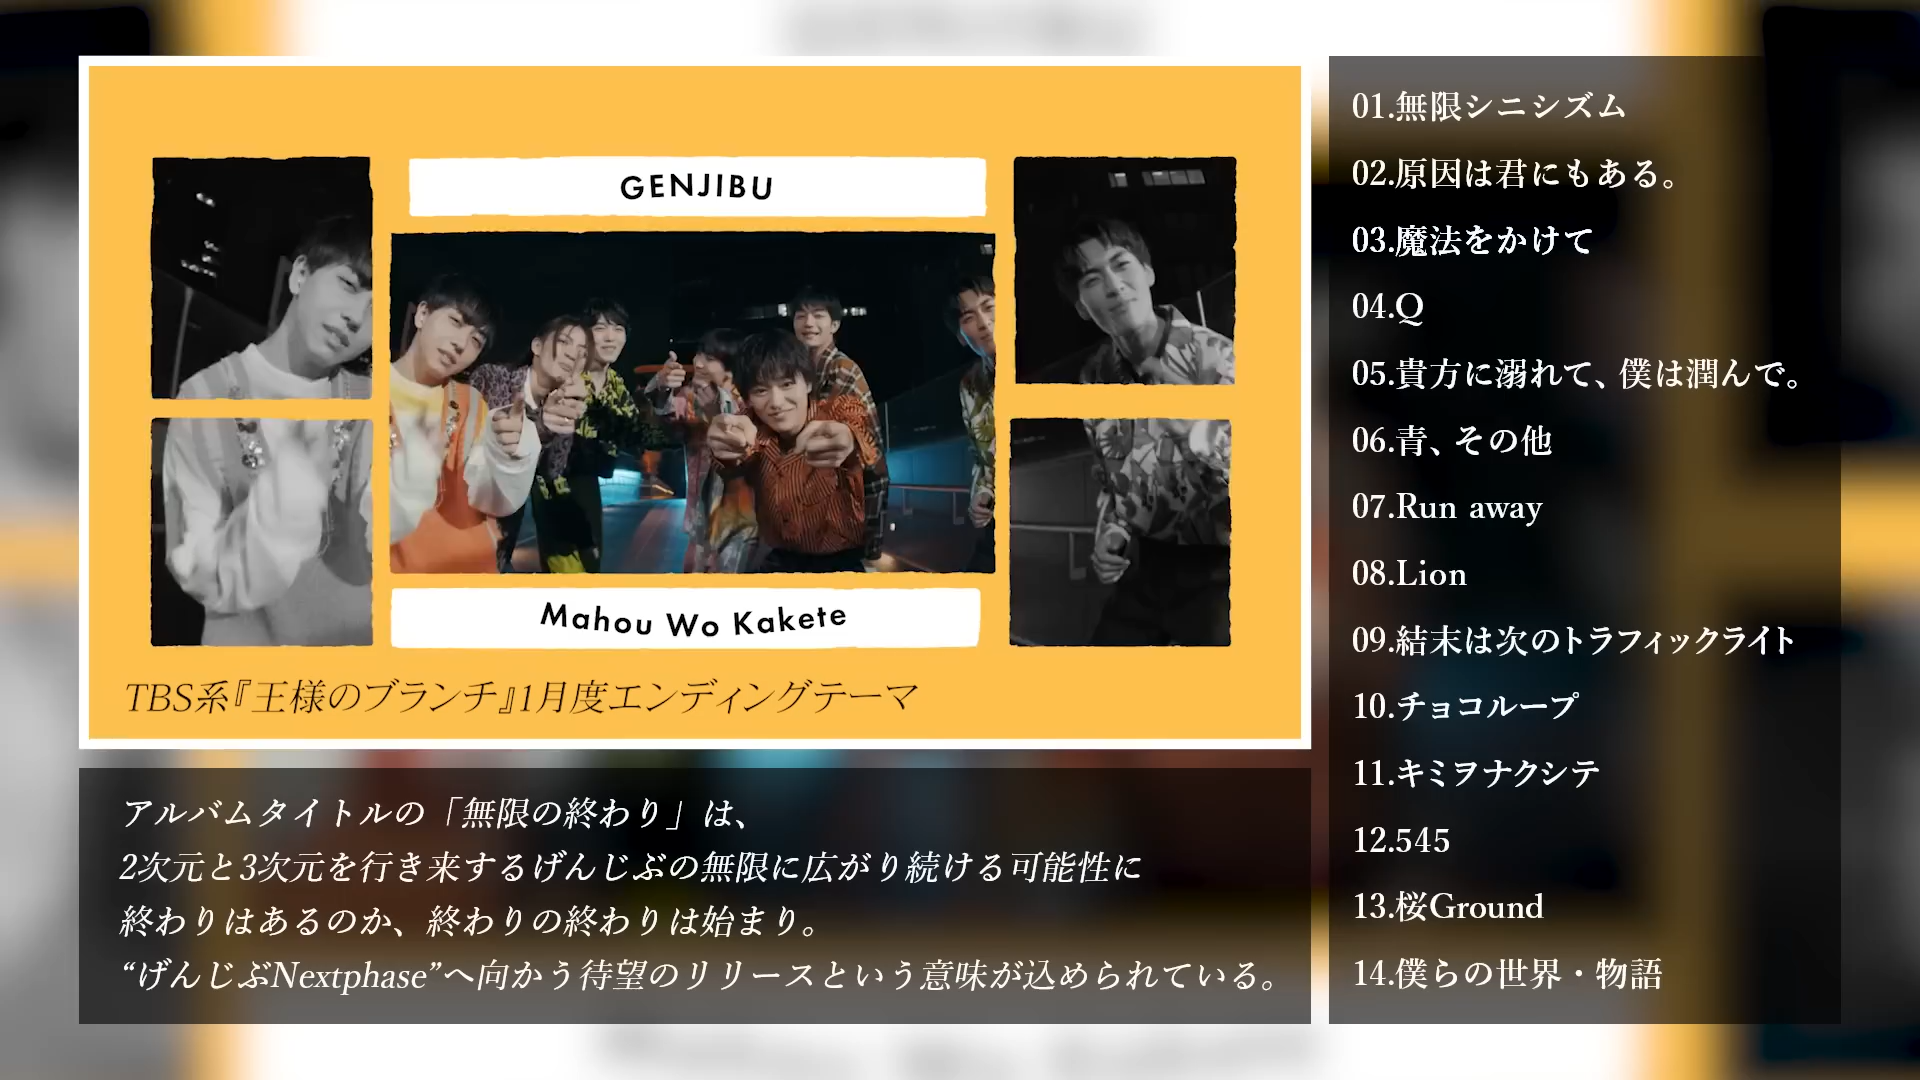 GENJIBU
Mahou Wo Kakete
TBS系『王様のブランチ』1月度エンディングテーマ
アルバムタイトルの「無限の終わり」は、
2次元と3次元を行き来するげんじぶの無限に広がり続ける可能性に
終わりはあるのか、終わりの終わりは始まり。
“げんじぶNextphase”へ向かう待望のリリースという意味が込められている。
01.無限シニシズム
02.原因は君にもある。
03.魔法をかけて
04.Q
05.貴方に溺れて、僕は潤んで。
06.青、その他
07.Run away
08.Lion
09.結末は次のトラフィックライト
10.チョコループ
11.キミヲナクシテ
12.545
13.桜Ground
14.僕らの世界・物語